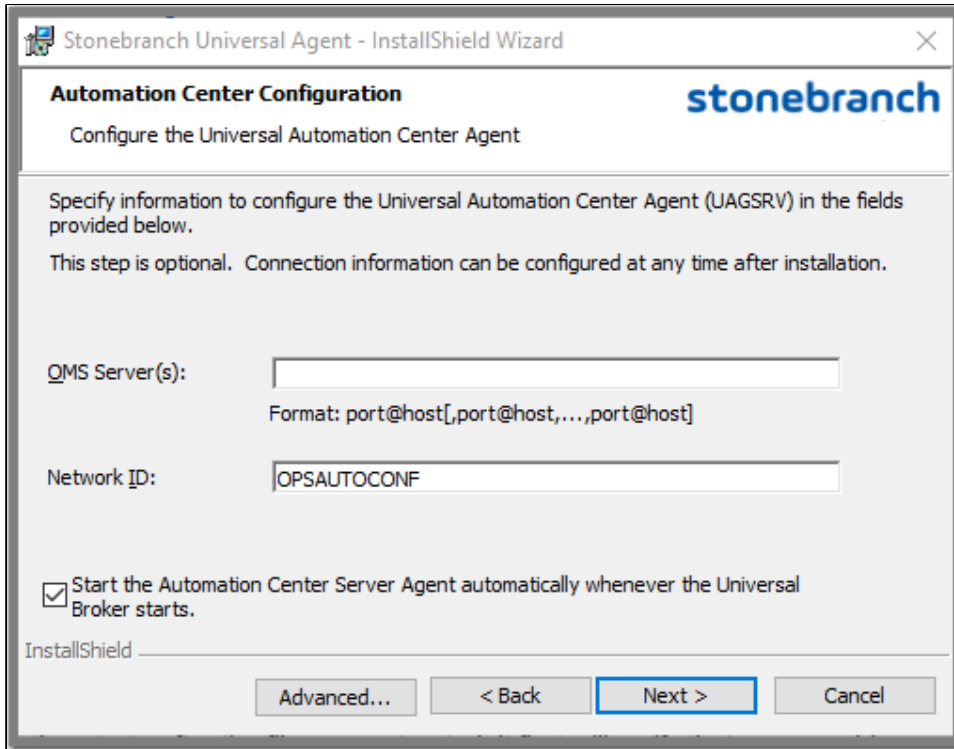 Stonebranch Universal Agent - InstallShield Wizard
Automation Center Configuration
stonebranch
Configure the Universal Automation Center Agent
Specify information to configure the Universal Automation Center Agent (UAGSRV) in the fields
provided below.
This step is optional. Connection information can be configured at any time after installation.
OMS Server(s):
Format: port@host[,port@host,...,port@host]
Network ID:
OPSAUTOCONF
Start the Automation Center Server Agent automatically whenever the Universal
Broker starts.
InstallShield
Advanced...
< Back
Next >
Cancel